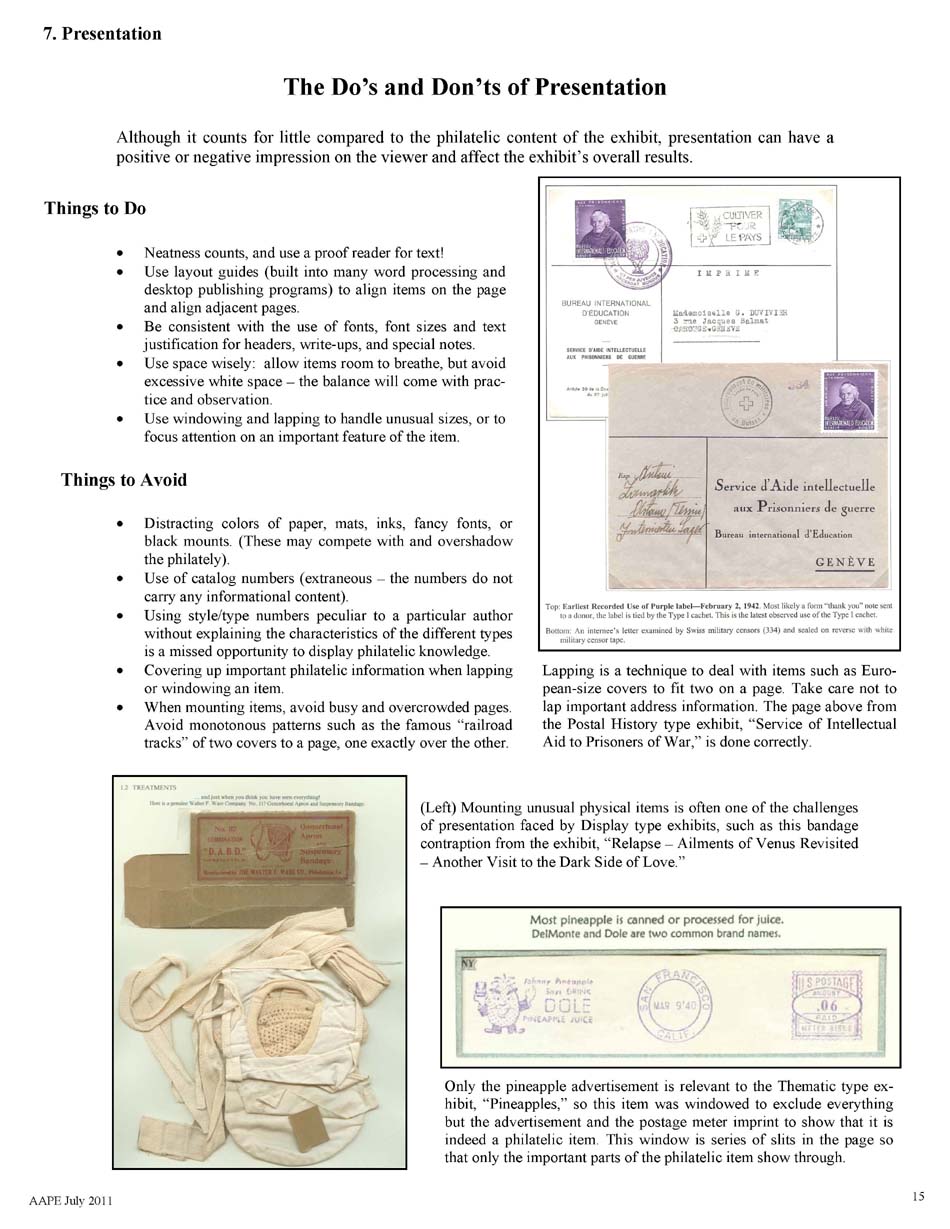 7. Presentation
The Do's and Don'ts of Presentation
Although it counts for little compared to the philatelic content of the exhibit, presentation can have a
positive or negative impression on the viewer and affect the exhibit's overall results.
Things to Do
• Neatness counts, and use a proof reader for text!
• Use layout guides (built into many word processing and
desktop publishing programs) to align items on the page
and align adjacent pages.
• Be consistent with the use of fonts, font sizes and text
justification for headers, write-ups, and special notes.
• Use space wisely: allow items room to breathe, but avoid
excessive white space – the balance will come with prac-
tice and observation.
• Use windowing and lapping to handle unusual sizes, or to
focus attention on an important feature of the item.
Things to Avoid
• Distracting colors of paper, mats, inks, fancy fonts, or
black mounts. (These may compete with and overshadow
the philately).
• Use of catalog numbers (extraneous – the numbers do not
carry any informational content).
• Using style/type numbers peculiar to a particular author
without explaining the characteristics of the different types
is a missed opportunity to display philatelic knowledge.
• Covering up important philatelic information when lapping
or windowing an item.
• When mounting items, avoid busy and overcrowded pages.
Avoid monotonous patterns such as the famous "railroad
tracks" of two covers to a page, one exactly over the other.
CULTIVER
POUR
LE PAYS
IMPRIME
BUREAU INTERNATIONAL
D'ÉDUCATION
GENÈVE
Mademoiselle G. DUVIVIER
3 rue Jacques Balmat
SERVICE D'AIDE INTELLECTUELLE
AUX PRISONNIERS DE GUERRE
334
Service d'Aide intellectuelle
aux Prisonniers de guerre
Bureau international d'Education
GENÈVE
Top: Earliest Recorded Use of Purple label—February 2, 1942. Most likely a form "thank you" note sent
to a donor, the label is tied by the Type I cachet. This is the latest observed use of the Type I cachet.
Bottom: An internee's letter examined by Swiss military censors (334) and sealed on reverse with white
military censor tape.
Lapping is a technique to deal with items such as Euro-
pean-size covers to fit two on a page. Take care not to
lap important address information. The page above from
the Postal History type exhibit, "Service of Intellectual
Aid to Prisoners of War," is done correctly.
1.2 TREATMENTS
... and just when you think you have seen everything!
Here is a genuine Walter F. Ware Company No. 117 Gonorrhoeal Apron and Suspensory Bandage.
COMBINATION
"D.A.B.D."
Gonorrhoeal
Apron
AND
Suspensory
Bandage
Manufactured by THE WALTER F. WARE CO., Philadelphia, Pa.
(Left) Mounting unusual physical items is often one of the challenges
of presentation faced by Display type exhibits, such as this bandage
contraption from the exhibit, "Relapse – Ailments of Venus Revisited
– Another Visit to the Dark Side of Love."
Most pineapple is canned or processed for juice.
DelMonte and Dole are two common brand names.
NY
Johnny Pineapple
Says DRINK
DOLE
PINEAPPLE JUICE
SAN FRANCISCO
MAR 9 '40
CALIF.
U.S. POSTAGE
AMOUNT
.06
PAID
Only the pineapple advertisement is relevant to the Thematic type ex-
hibit, "Pineapples," so this item was windowed to exclude everything
but the advertisement and the postage meter imprint to show that it is
indeed a philatelic item. This window is series of slits in the page so
that only the important parts of the philatelic item show through.
AAPE July 2011
15